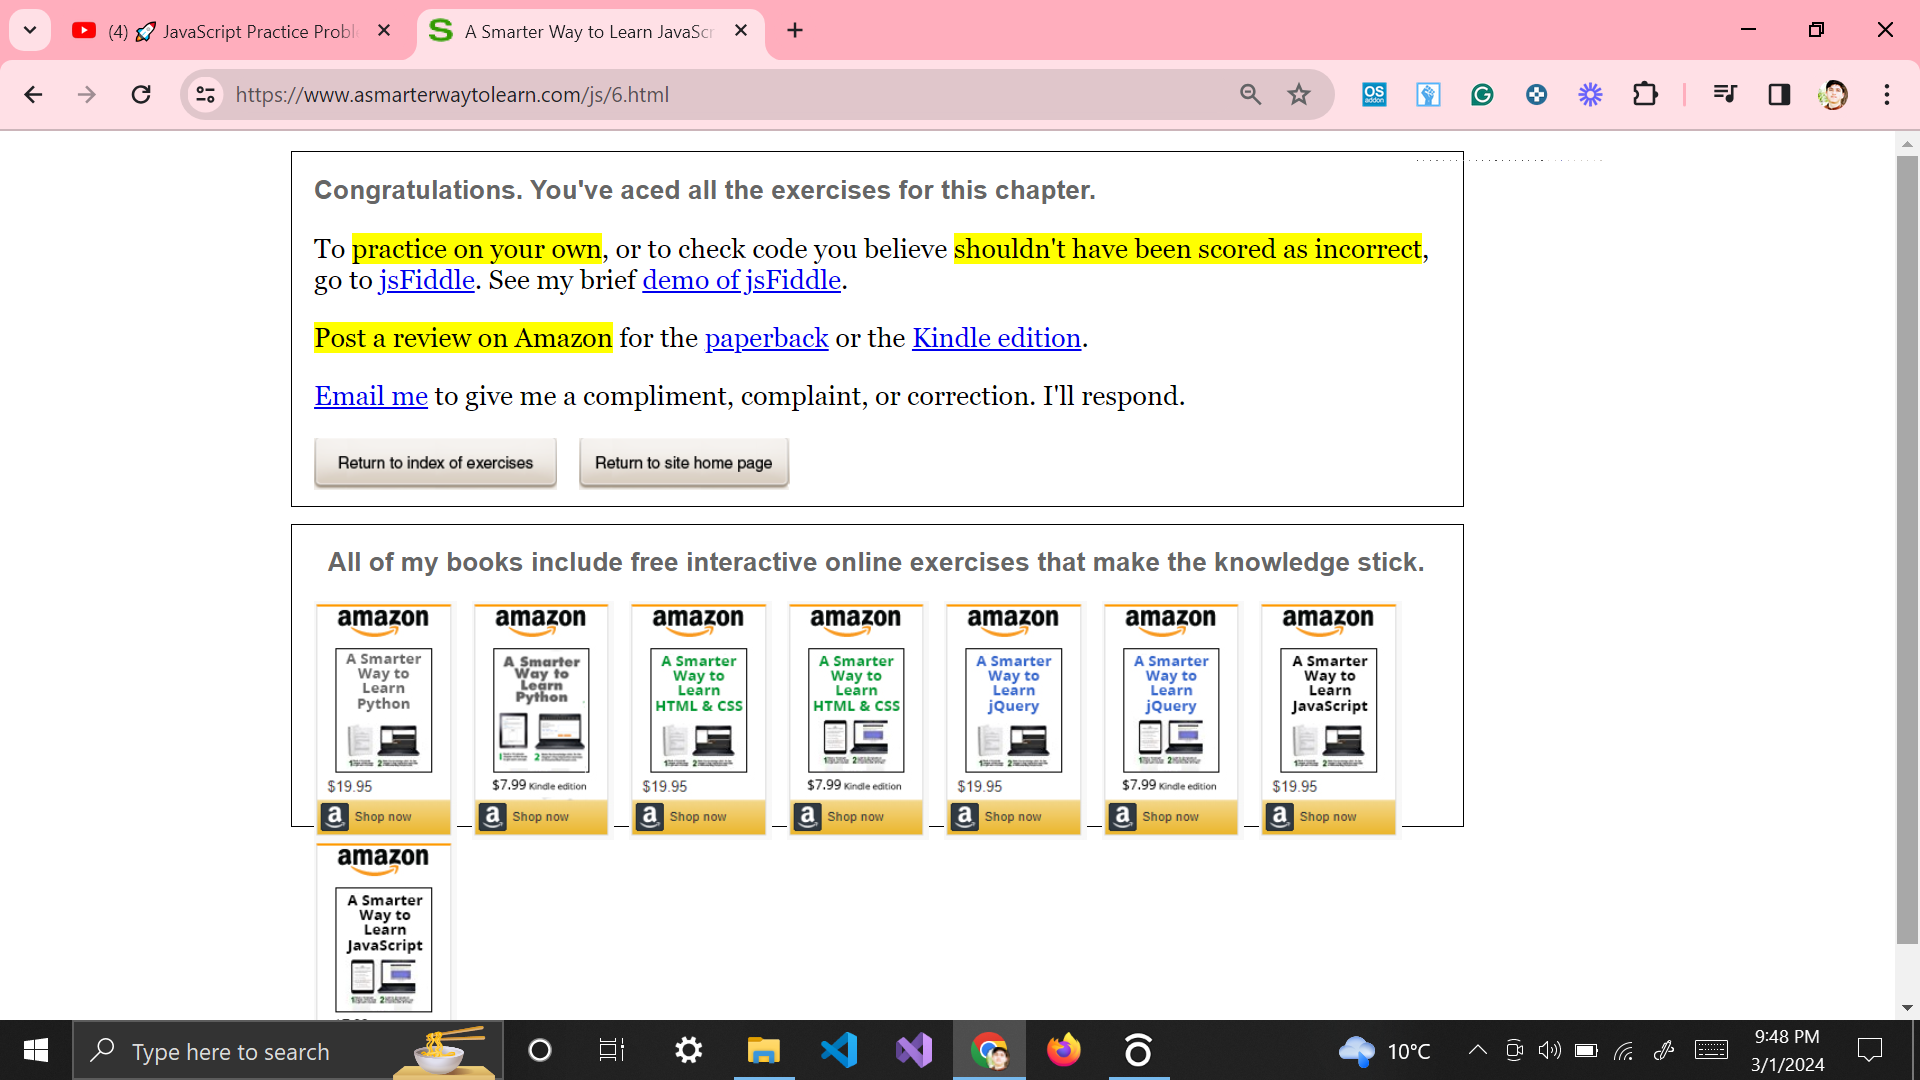 (4) 🚀 JavaScript Practice Probl
A Smarter Way to Learn JavaScr
https://www.asmarterwaytolearn.com/js/6.html
OS
addon
Congratulations. You've aced all the exercises for this chapter.
To practice on your own, or to check code you believe shouldn't have been scored as incorrect,
go to jsFiddle. See my brief demo of jsFiddle.
Post a review on Amazon for the paperback or the Kindle edition.
Email me to give me a compliment, complaint, or correction. I'll respond.
Return to index of exercises
Return to site home page
All of my books include free interactive online exercises that make the knowledge stick.
amazon
A Smarter
Way to
Learn
Python
$19.95
Shop now
amazon
A Smarter
Way to
Learn
Python
$7.99 Kindle edition
Shop now
amazon
A Smarter
Way to
Learn
HTML & CSS
$19.95
Shop now
amazon
A Smarter
Way to
Learn
HTML & CSS
$7.99 Kindle edition
Shop now
amazon
A Smarter
Way to
Learn
jQuery
$19.95
Shop now
amazon
A Smarter
Way to
Learn
jQuery
$7.99 Kindle edition
Shop now
amazon
A Smarter
Way to
Learn
JavaScript
$19.95
Shop now
amazon
A Smarter
Way to
Learn
JavaScript
Type here to search
10°C
9:48 PM
3/1/2024